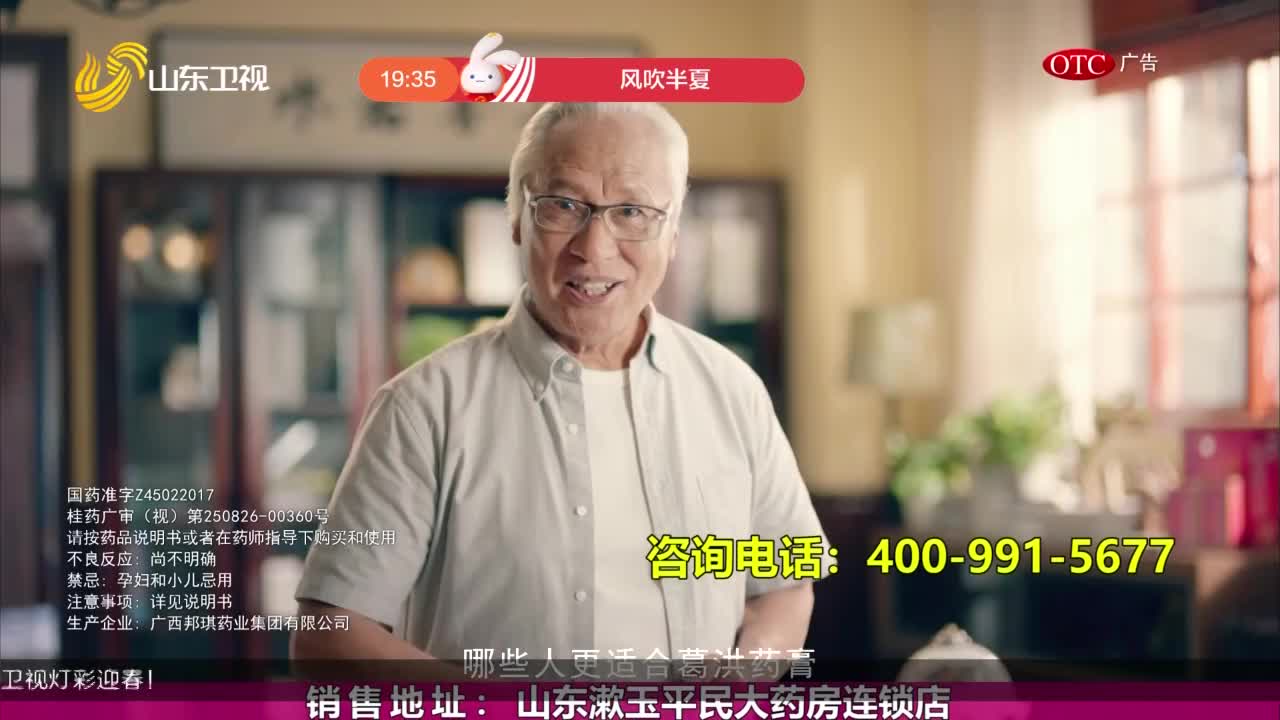 山东卫视
19:35
风吹半夏
OTC 广告
国药准字Z45022017
桂药广审（视）第250826-00360号
请按药品说明书或者在药师指导下购买和使用
不良反应：尚不明确
禁忌：孕妇和小儿忌用
注意事项：详见说明书
生产企业：广西邦琪药业集团有限公司
咨询电话：400-991-5677
哪些人更适合葛洪药膏
卫视灯彩迎春！
销售地址：山东漱玉平民大药房连锁店